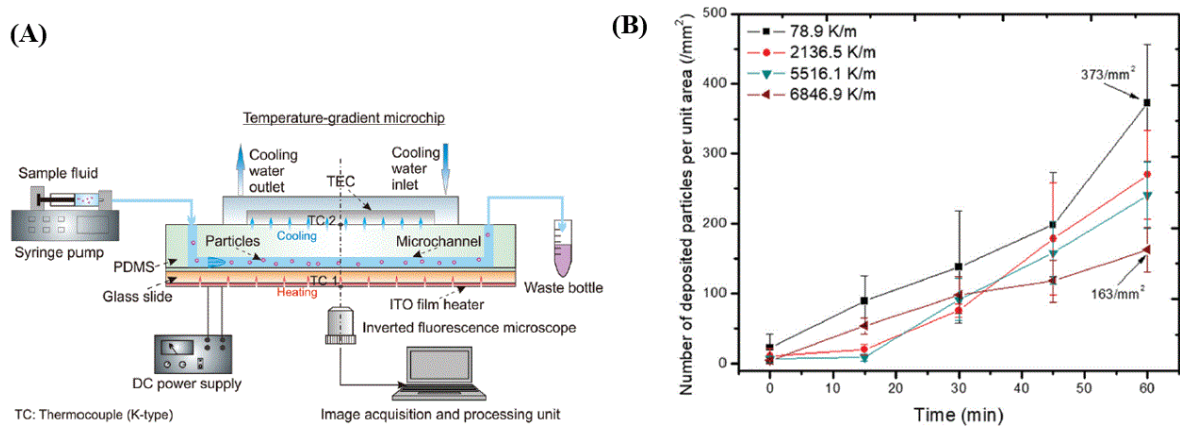 (A)
Temperature-gradient microchip
Sample fluid
Cooling
water
outlet
Cooling
water
inlet
TEC
TC 2
Cooling
Particles
Microchannel
Syringe pump
PDMS
Glass slide
TC 1
Heating
ITO film heater
Waste bottle
Inverted fluorescence microscope
DC power supply
Image acquisition and processing unit
TC: Thermocouple (K-type)
(B)
Number of deposited particles per unit area (/mm²)
500
400
300
200
100
0
78.9 K/m
2136.5 K/m
5516.1 K/m
6846.9 K/m
373/mm²
163/mm²
0
10
20
30
40
50
60
Time (min)